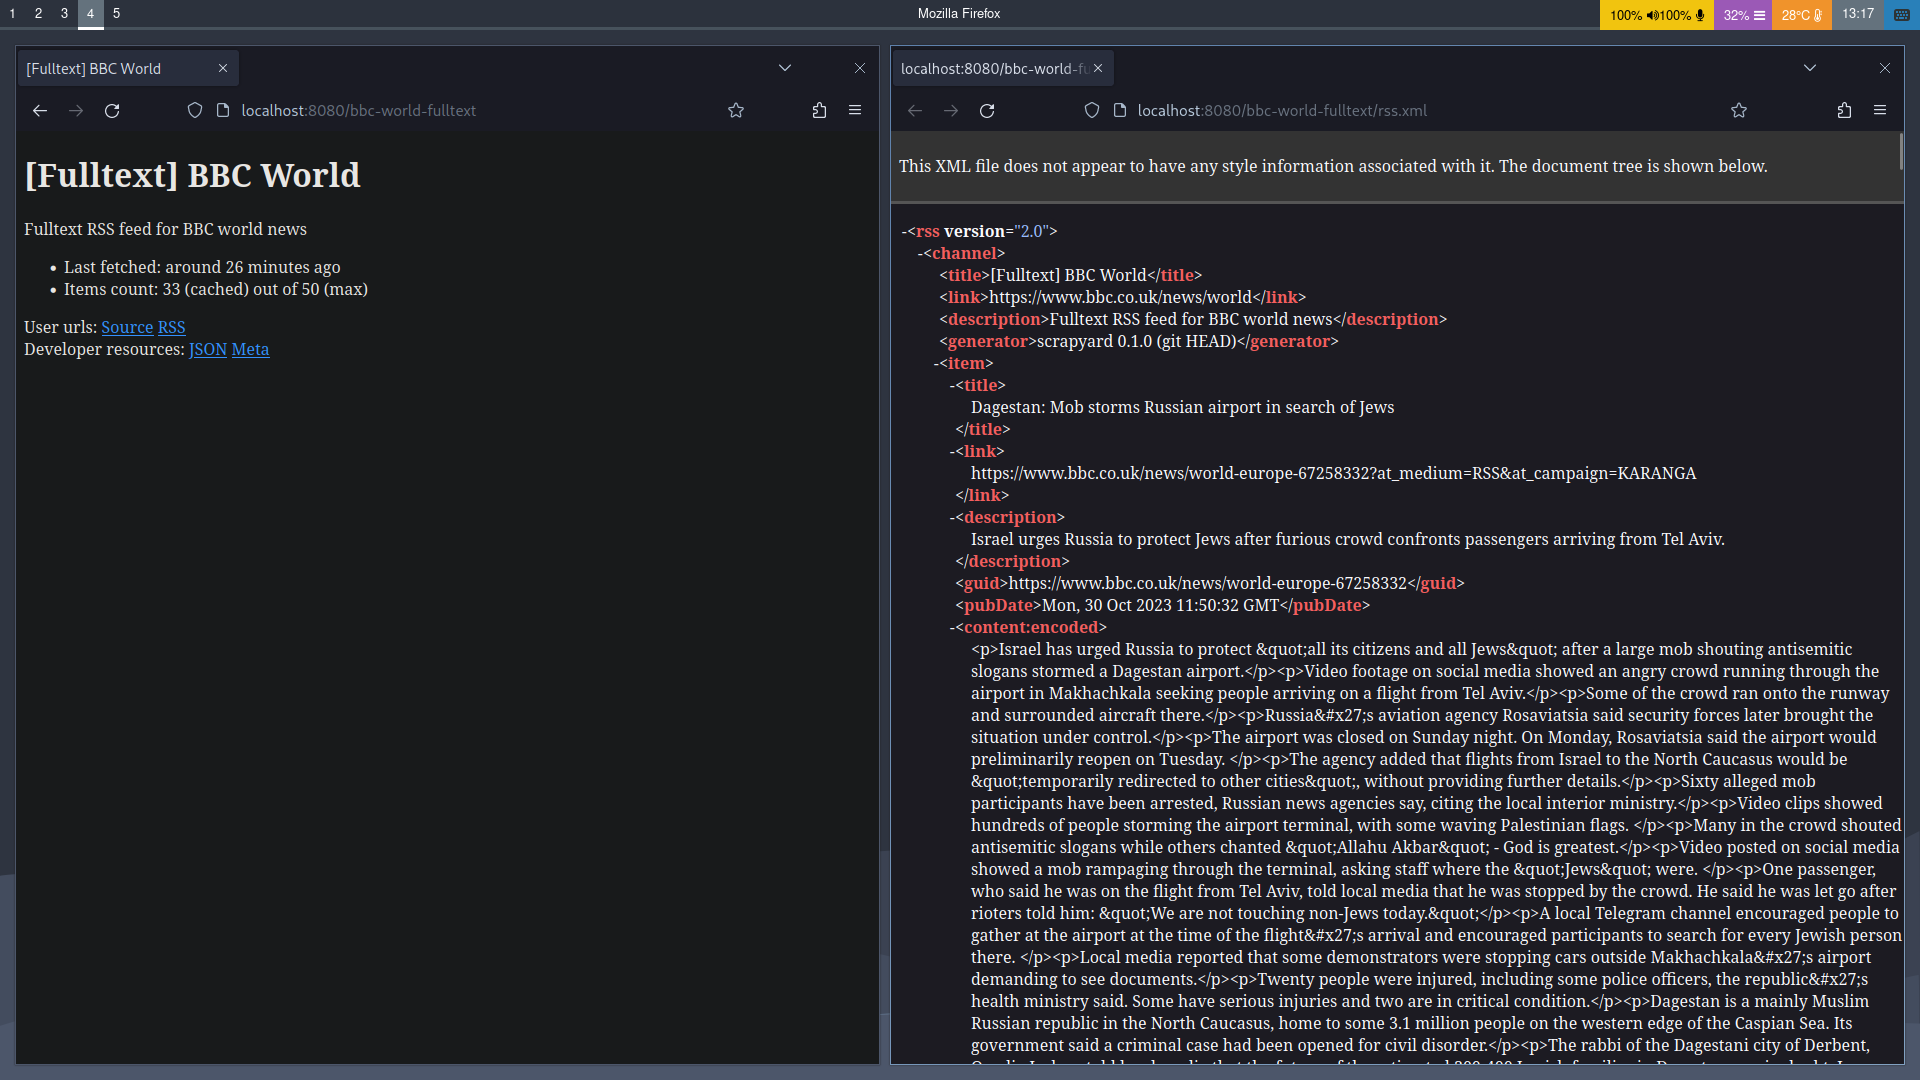 1 2 3 4 5 Mozilla Firefox 100% 100% 32% 28°C 13:17
[Fulltext] BBC World
localhost:8080/bbc-world-fulltext
[Fulltext] BBC World
Fulltext RSS feed for BBC world news
• Last fetched: around 26 minutes ago
• Items count: 33 (cached) out of 50 (max)
User urls: Source RSS
Developer resources: JSON Meta
localhost:8080/bbc-world-fu
localhost:8080/bbc-world-fulltext/rss.xml
This XML file does not appear to have any style information associated with it. The document tree is shown below.
-<rss version="2.0">
-<channel>
<title>[Fulltext] BBC World</title>
<link>https://www.bbc.co.uk/news/world</link>
<description>Fulltext RSS feed for BBC world news</description>
<generator>scrapyard 0.1.0 (git HEAD)</generator>
-<item>
-<title>
Dagestan: Mob storms Russian airport in search of Jews
</title>
-<link>
https://www.bbc.co.uk/news/world-europe-67258332?at_medium=RSS&at_campaign=KARANGA
</link>
-<description>
Israel urges Russia to protect Jews after furious crowd confronts passengers arriving from Tel Aviv.
</description>
<guid>https://www.bbc.co.uk/news/world-europe-67258332</guid>
<pubDate>Mon, 30 Oct 2023 11:50:32 GMT</pubDate>
-<content:encoded>
<p>Israel has urged Russia to protect &quot;all its citizens and all Jews&quot; after a large mob shouting antisemitic
slogans stormed a Dagestan airport.</p><p>Video footage on social media showed an angry crowd running through the
airport in Makhachkala seeking people arriving on a flight from Tel Aviv.</p><p>Some of the crowd ran onto the runway
and surrounded aircraft there.</p><p>Russia&#x27;s aviation agency Rosaviatsia said security forces later brought the
situation under control.</p><p>The airport was closed on Sunday night. On Monday, Rosaviatsia said the airport would
preliminarily reopen on Tuesday. </p><p>The agency added that flights from Israel to the North Caucasus would be
&quot;temporarily redirected to other cities&quot;, without providing further details.</p><p>Sixty alleged mob
participants have been arrested, Russian news agencies say, citing the local interior ministry.</p><p>Video clips showed
hundreds of people storming the airport terminal, with some waving Palestinian flags. </p><p>Many in the crowd shouted
antisemitic slogans while others chanted &quot;Allahu Akbar&quot; - God is greatest.</p><p>Video posted on social media
showed a mob rampaging through the terminal, asking staff where the &quot;Jews&quot; were. </p><p>One passenger,
who said he was on the flight from Tel Aviv, told local media that he was stopped by the crowd. He said he was let go after
rioters told him: &quot;We are not touching non-Jews today.&quot;</p><p>A local Telegram channel encouraged people to
gather at the airport at the time of the flight&#x27;s arrival and encouraged participants to search for every Jewish person
there. </p><p>Local media reported that some demonstrators were stopping cars outside Makhachkala&#x27;s airport
demanding to see documents.</p><p>Twenty people were injured, including some police officers, the republic&#x27;s
health ministry said. Some have serious injuries and two are in critical condition.</p><p>Dagestan is a mainly Muslim
Russian republic in the North Caucasus, home to some 3.1 million people on the western edge of the Caspian Sea. Its
government said a criminal case had been opened for civil disorder.</p><p>The rabbi of the Dagestani city of Derbent,